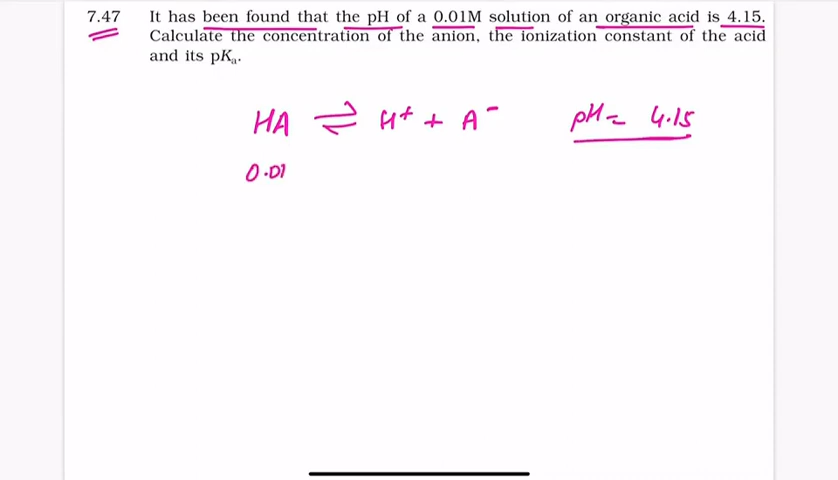 7.47 It has been found that the pH of a 0.01M solution of an organic acid is 4.15.
Calculate the concentration of the anion, the ionization constant of the acid
and its pKₐ.
HA ⇌ H⁺ + A⁻ pH = 4.15
0.01